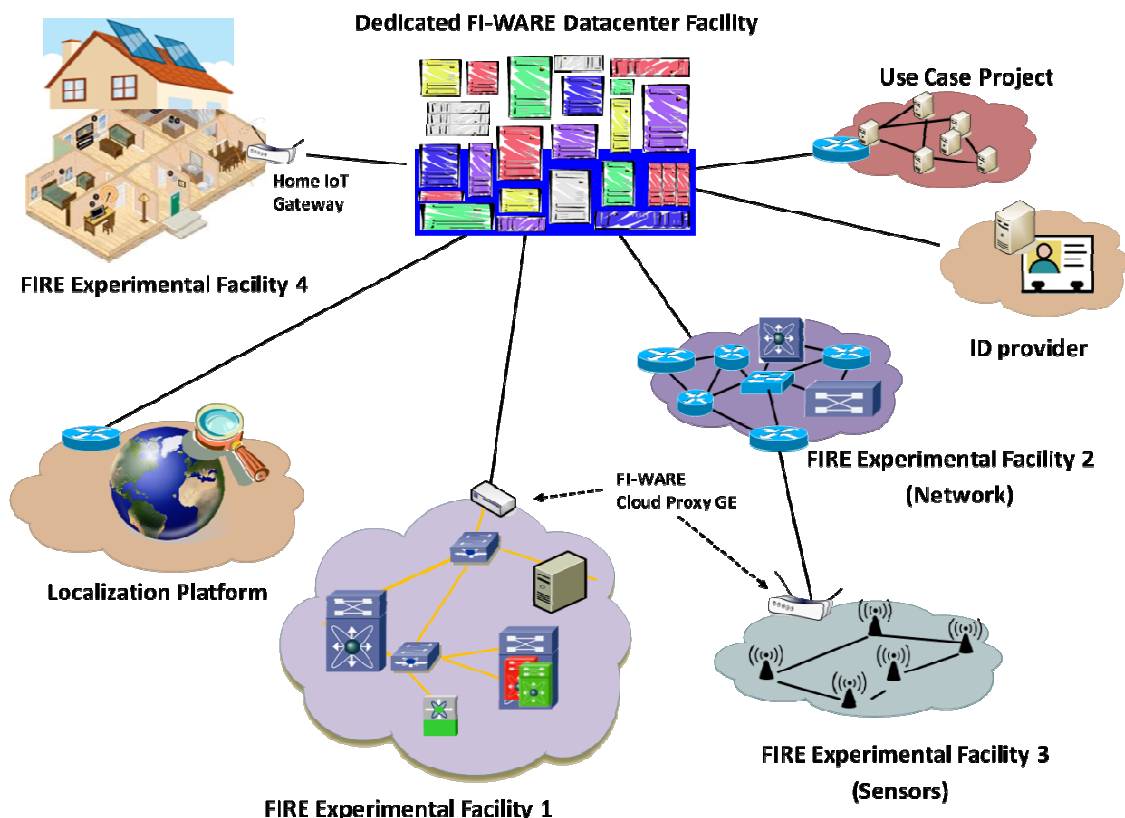 Dedicated FI-WARE Datacenter Facility
Use Case Project
Home IoT
Gateway
FIRE Experimental Facility 4
ID provider
FIRE Experimental Facility 2
(Network)
FI-WARE
Cloud Proxy GE
Localization Platform
FIRE Experimental Facility 3
(Sensors)
FIRE Experimental Facility 1